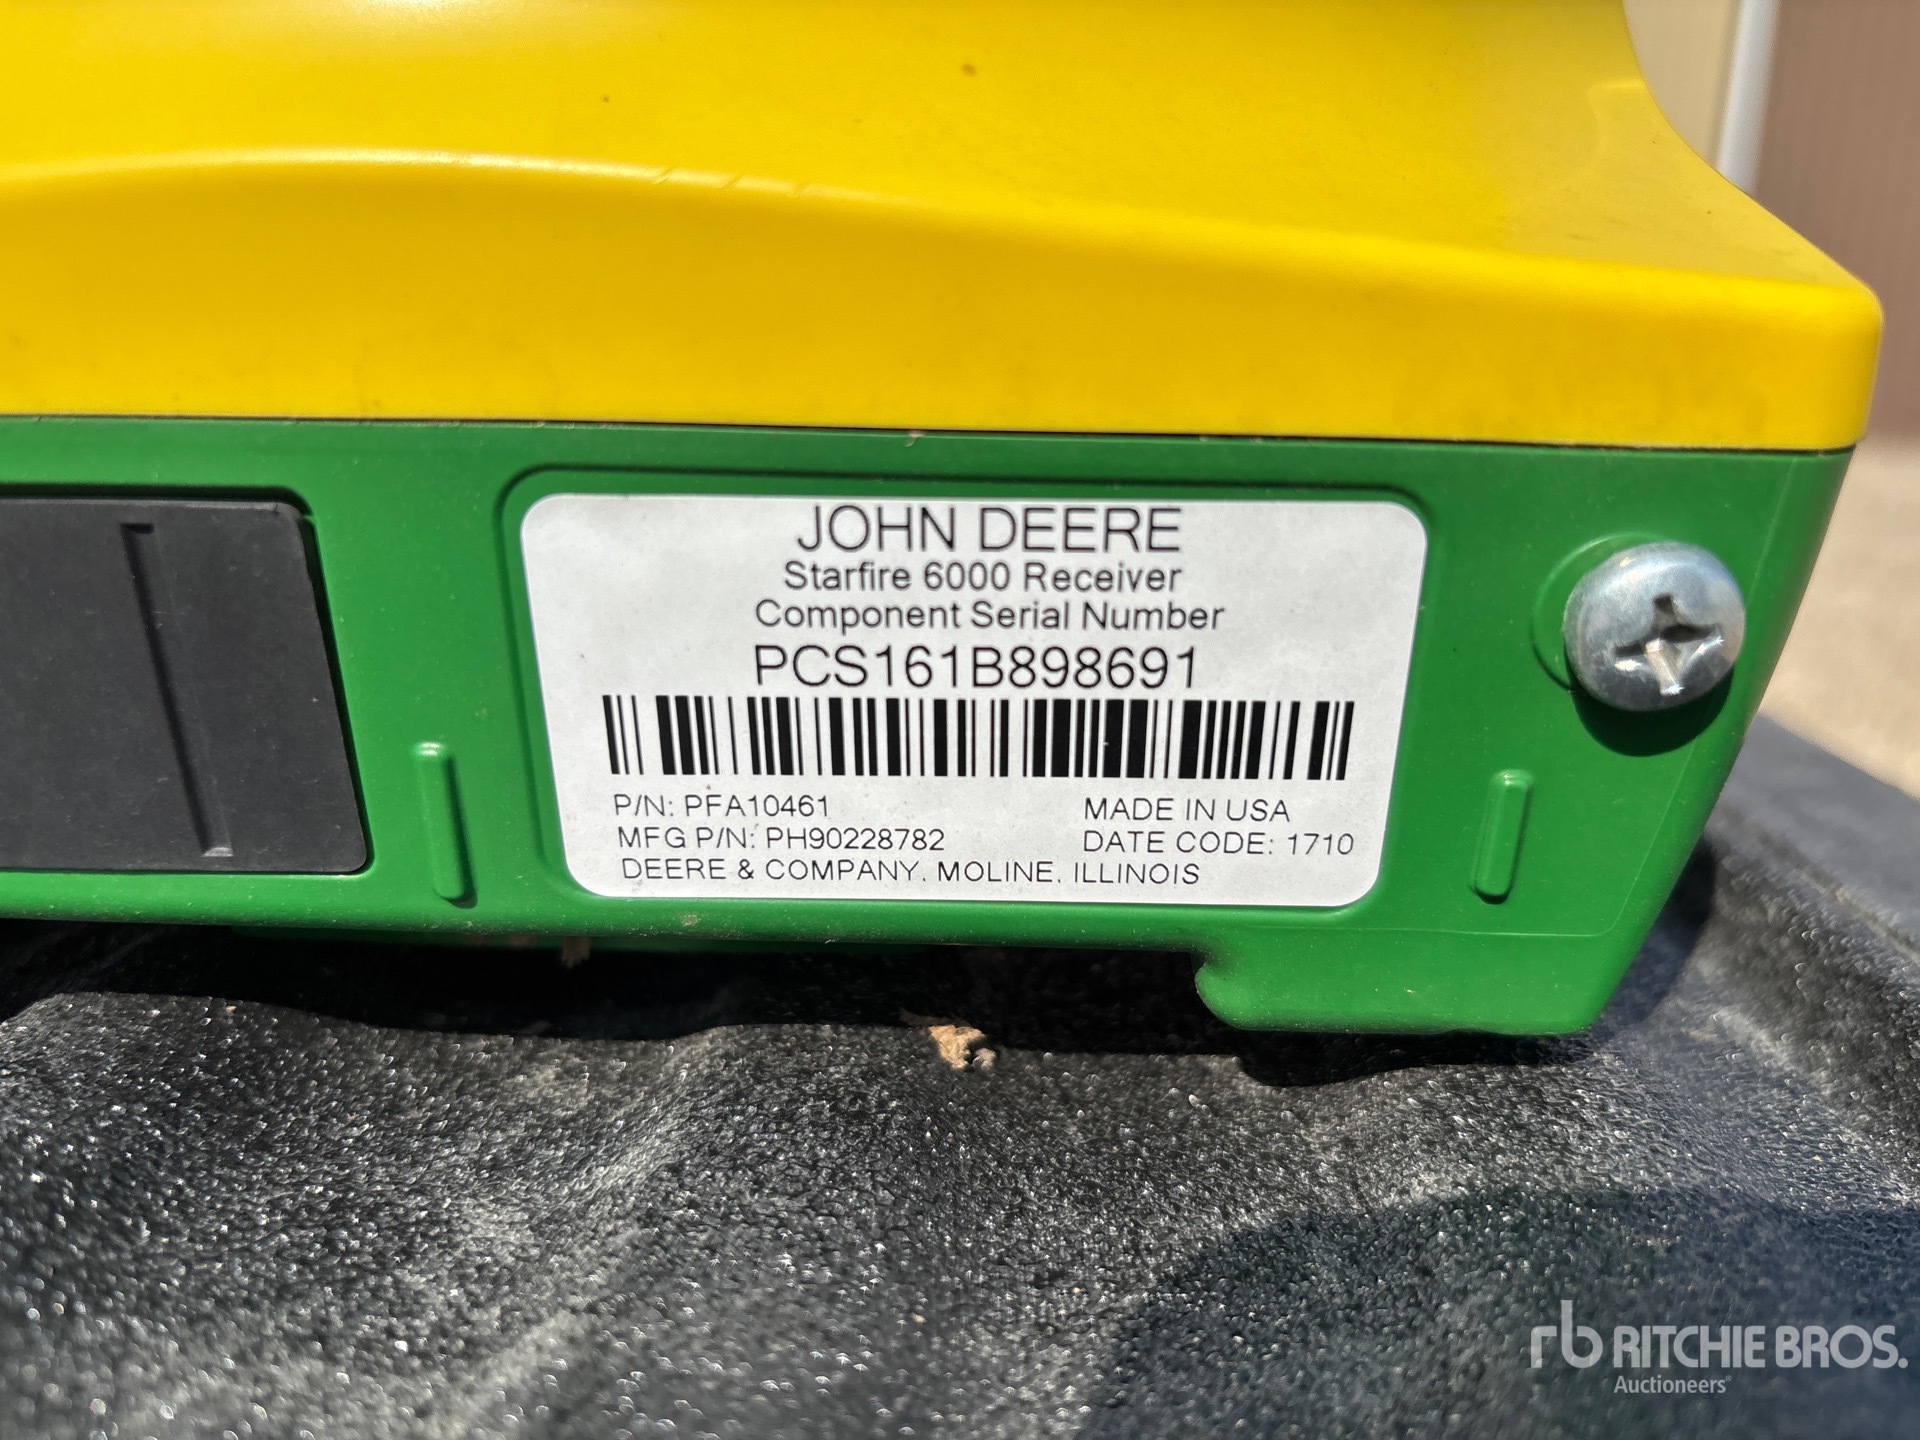 JOHN DEERE
Starfire 6000 Receiver
Component Serial Number
PCS161B898691
P/N: PFA10461
MADE IN USA
MFG P/N: PH90228782
DATE CODE: 1710
DEERE & COMPANY, MOLINE, ILLINOIS
rb RITCHIE BROS.
Auctioneers